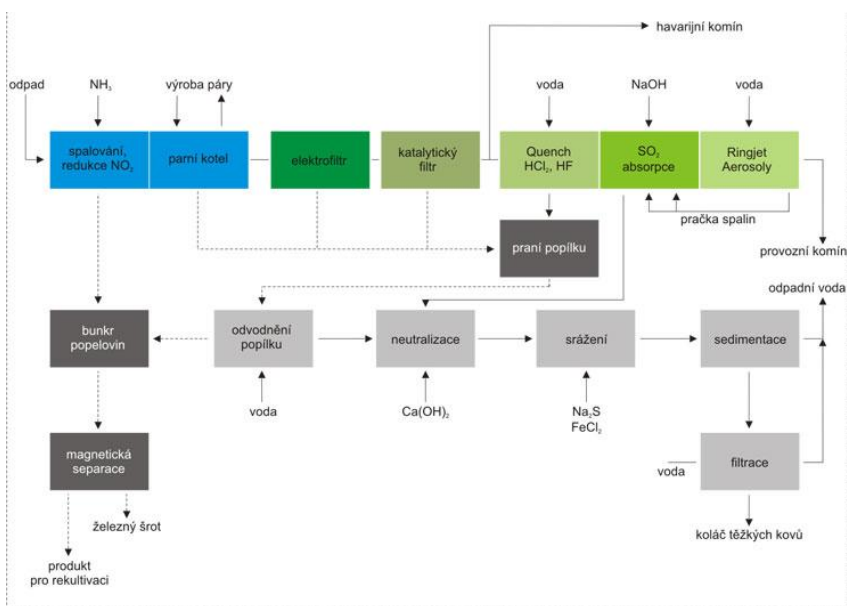 havarijní komín
odpad
NH₃
výroba páry
voda
NaOH
voda
spalování,
redukce NO₂
parní kotel
elektrofiltr
katalytický
filtr
Quench
HCl₂, HF
SO₂
absorpce
Ringjet
Aerosoly
pračka spalin
praní popílku
provozní komín
odpadní voda
bunkr
popelovin
odvodnění
popílku
neutralizace
srážení
sedimentace
voda
Ca(OH)₂
Na₂S
FeCl₂
magnetická
separace
voda
filtrace
železný šrot
koláč těžkých kovů
produkt
pro rekultivaci